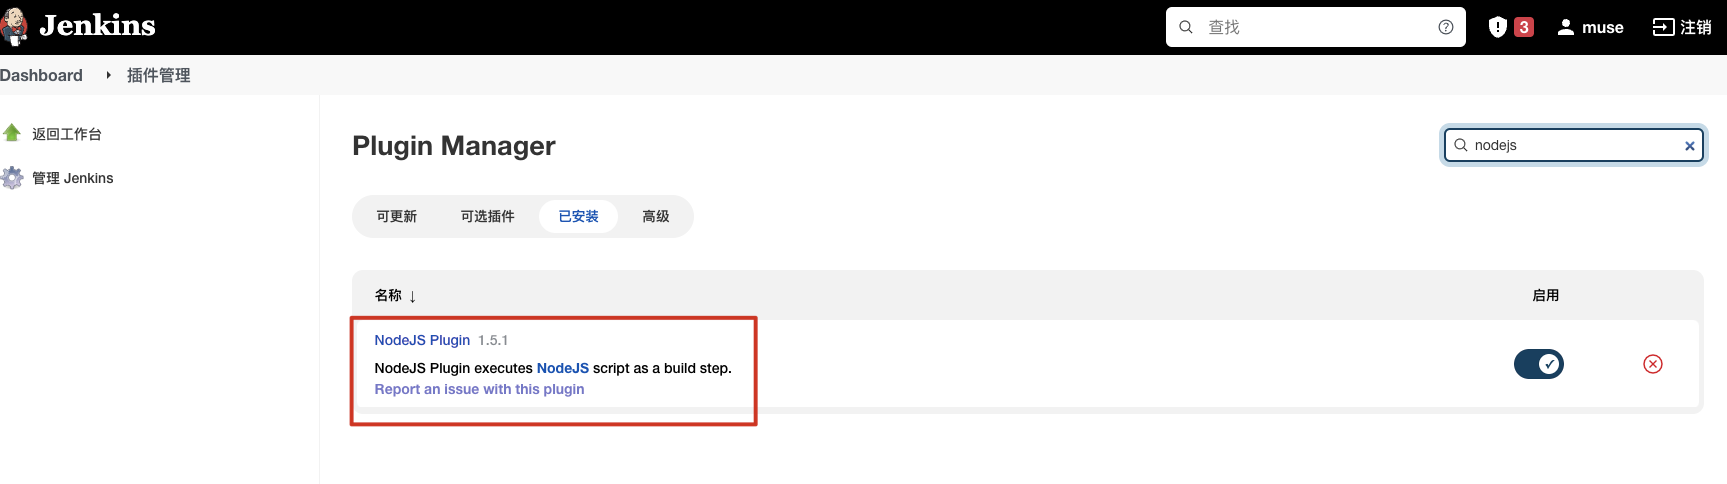 Jenkins
查找
3
muse
注销
Dashboard
插件管理
返回工作台
管理 Jenkins
Plugin Manager
nodejs
可更新
可选插件
已安装
高级
名称 ↓
启用
NodeJS Plugin 1.5.1
NodeJS Plugin executes NodeJS script as a build step.
Report an issue with this plugin